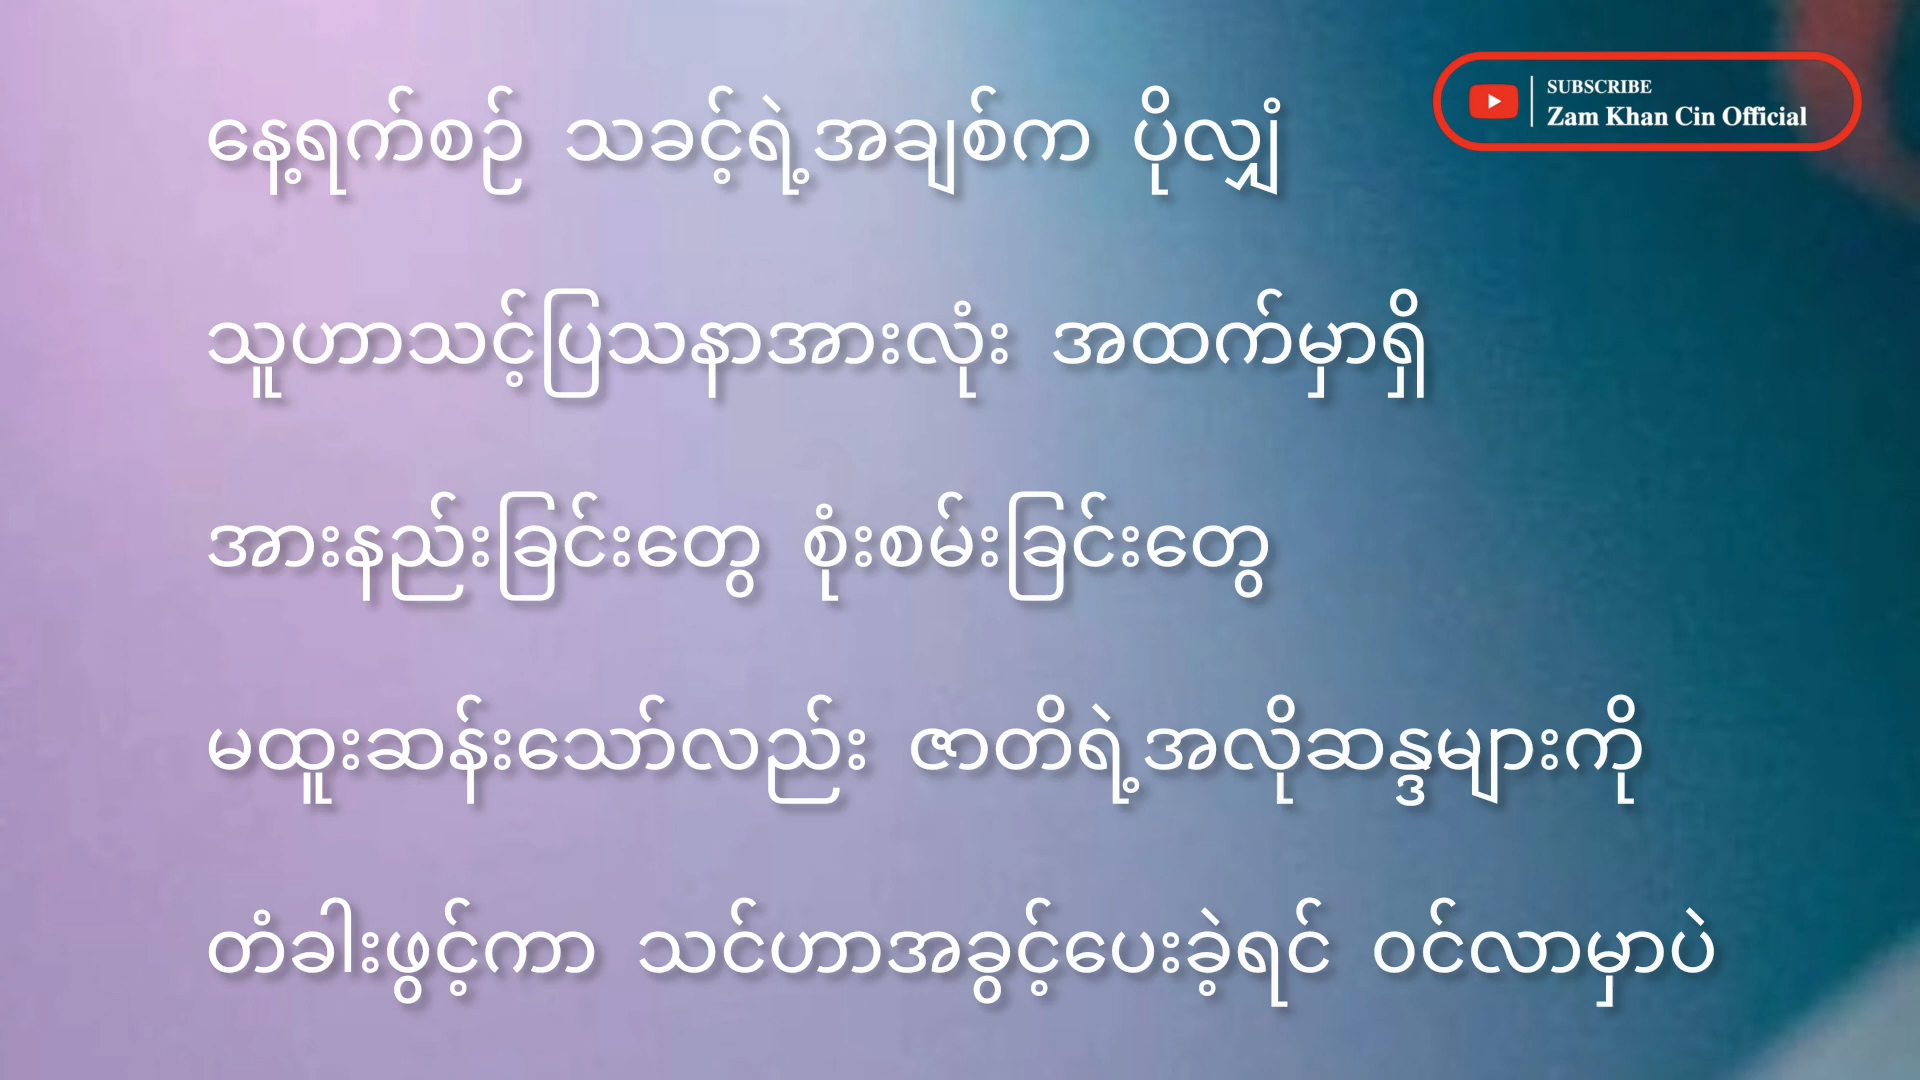 နေ့ရက်စဉ် သခင့်ရဲ့အချစ်က ပိုလျှံ
SUBSCRIBE
Zam Khan Cin Official
သူဟာသင့်ပြသနာအားလုံး အထက်မှာရှိ
အားနည်းခြင်းတွေ စုံးစမ်းခြင်းတွေ
မထူးဆန်းသော်လည်း ဇာတိရဲ့အလိုဆန္ဒများကို
တံခါးဖွင့်ကာ သင်ဟာအခွင့်ပေးခဲ့ရင် ဝင်လာမှာပဲ